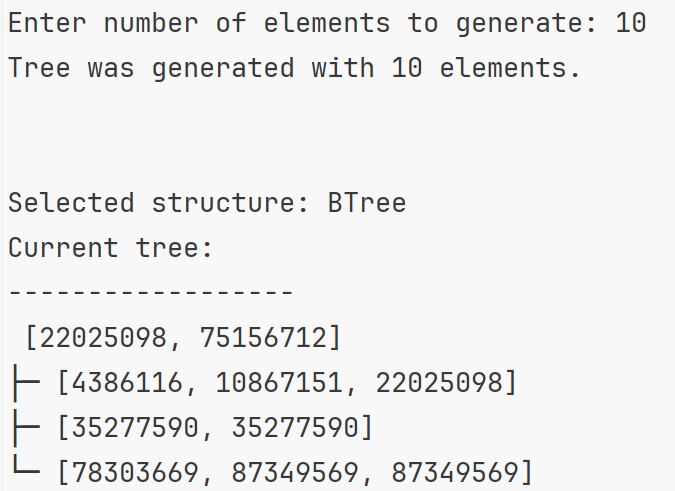 Enter number of elements to generate: 10
Tree was generated with 10 elements.
Selected structure: BTree
Current tree:
------------------
[22025098, 75156712]
├─ [4386116, 10867151, 22025098]
├─ [35277590, 35277590]
└─ [78303669, 87349569, 87349569]